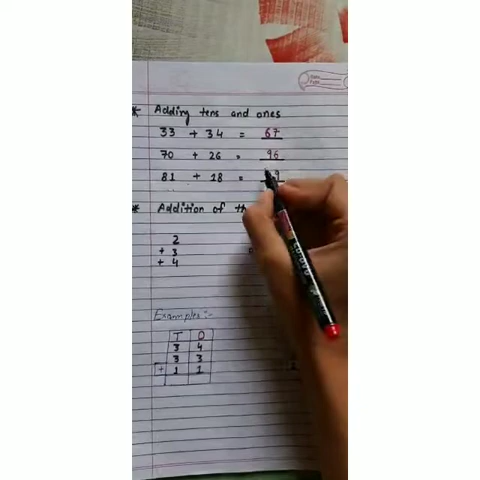 * Adding tens and ones
33 + 34 = 67
70 + 26 = 96
81 + 18 = 9
* Addition of
2
+ 3
+ 4
Examples :-
T O
3 4
3 3
+ 1 1